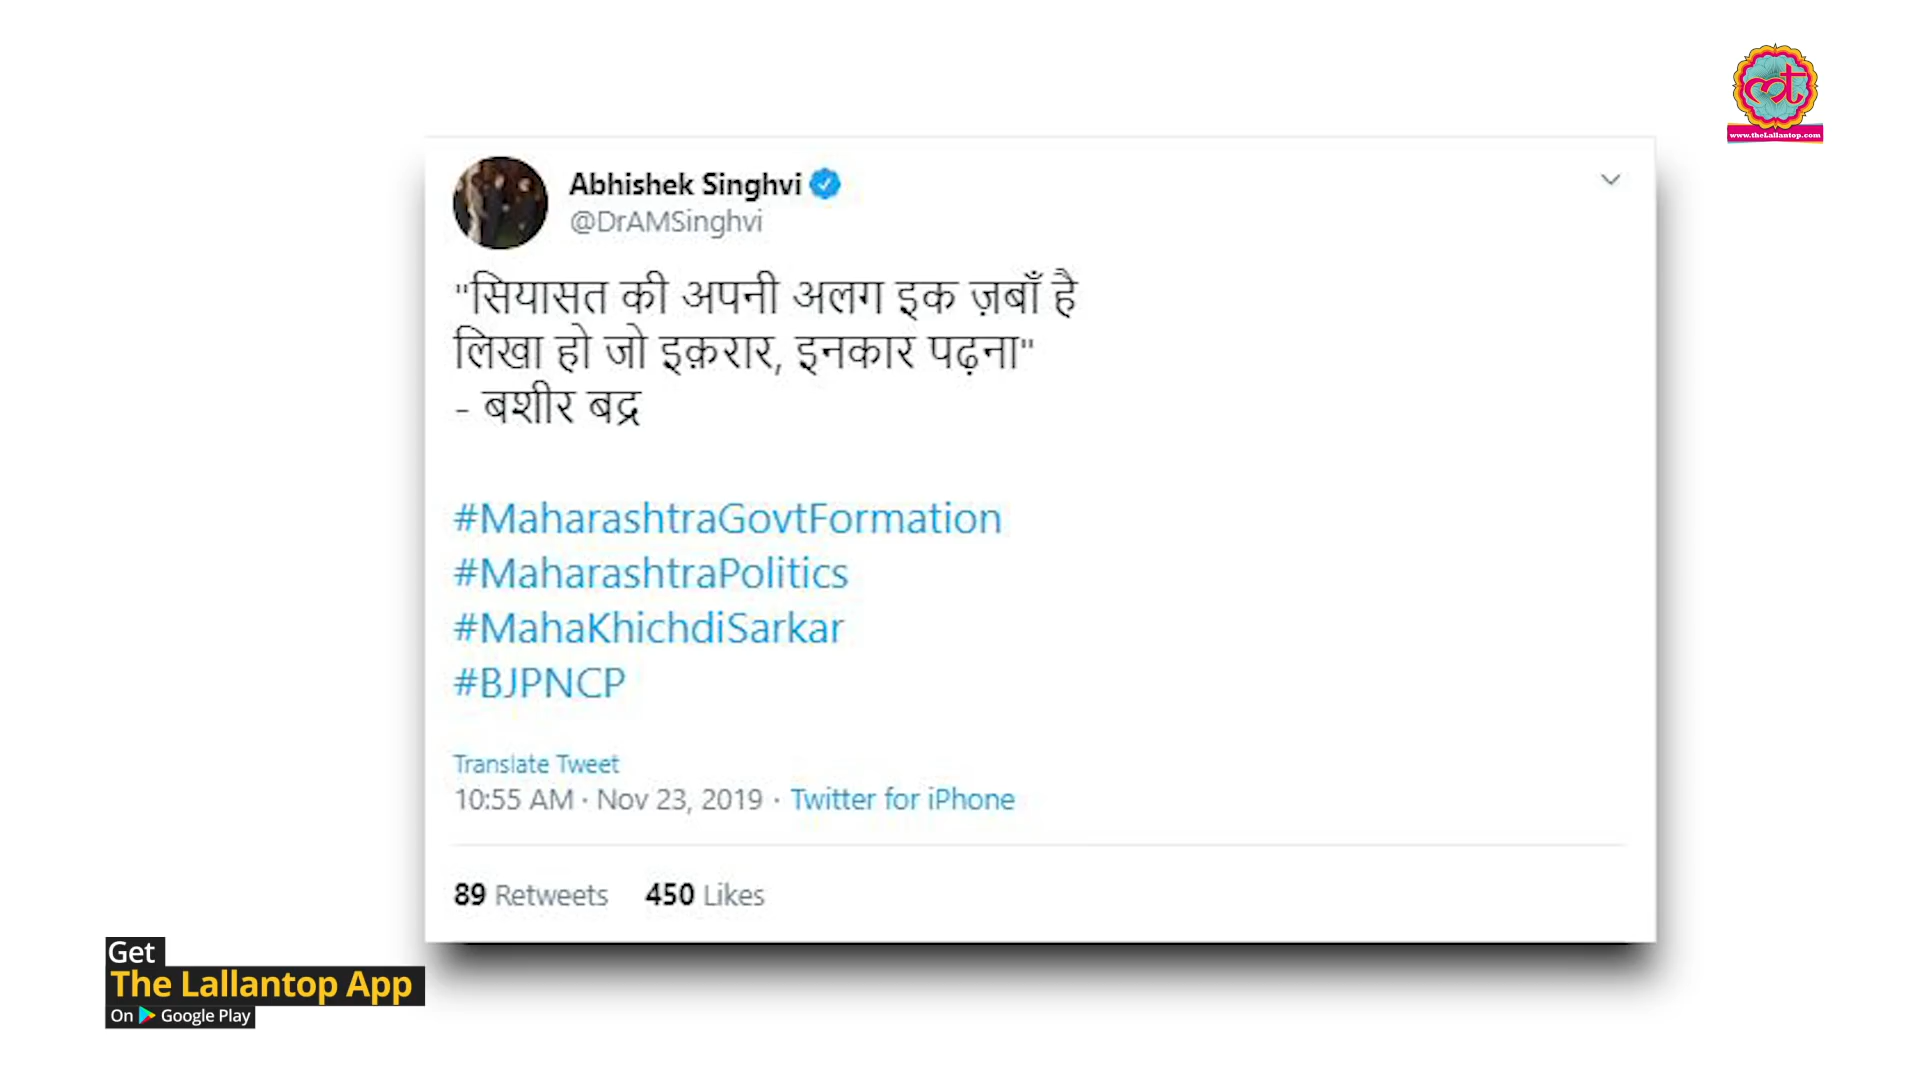 लT
www.theLallantop.com
Abhishek Singhvi
@DrAMSinghvi
"सियासत की अपनी अलग इक ज़बाँ है
लिखा हो जो इक़रार, इनकार पढ़ना"
- बशीर बद्र
#MaharashtraGovtFormation
#MaharashtraPolitics
#MahaKhichdiSarkar
#BJPNCP
Translate Tweet
10:55 AM · Nov 23, 2019 · Twitter for iPhone
89 Retweets 450 Likes
Get
The Lallantop App
On Google Play